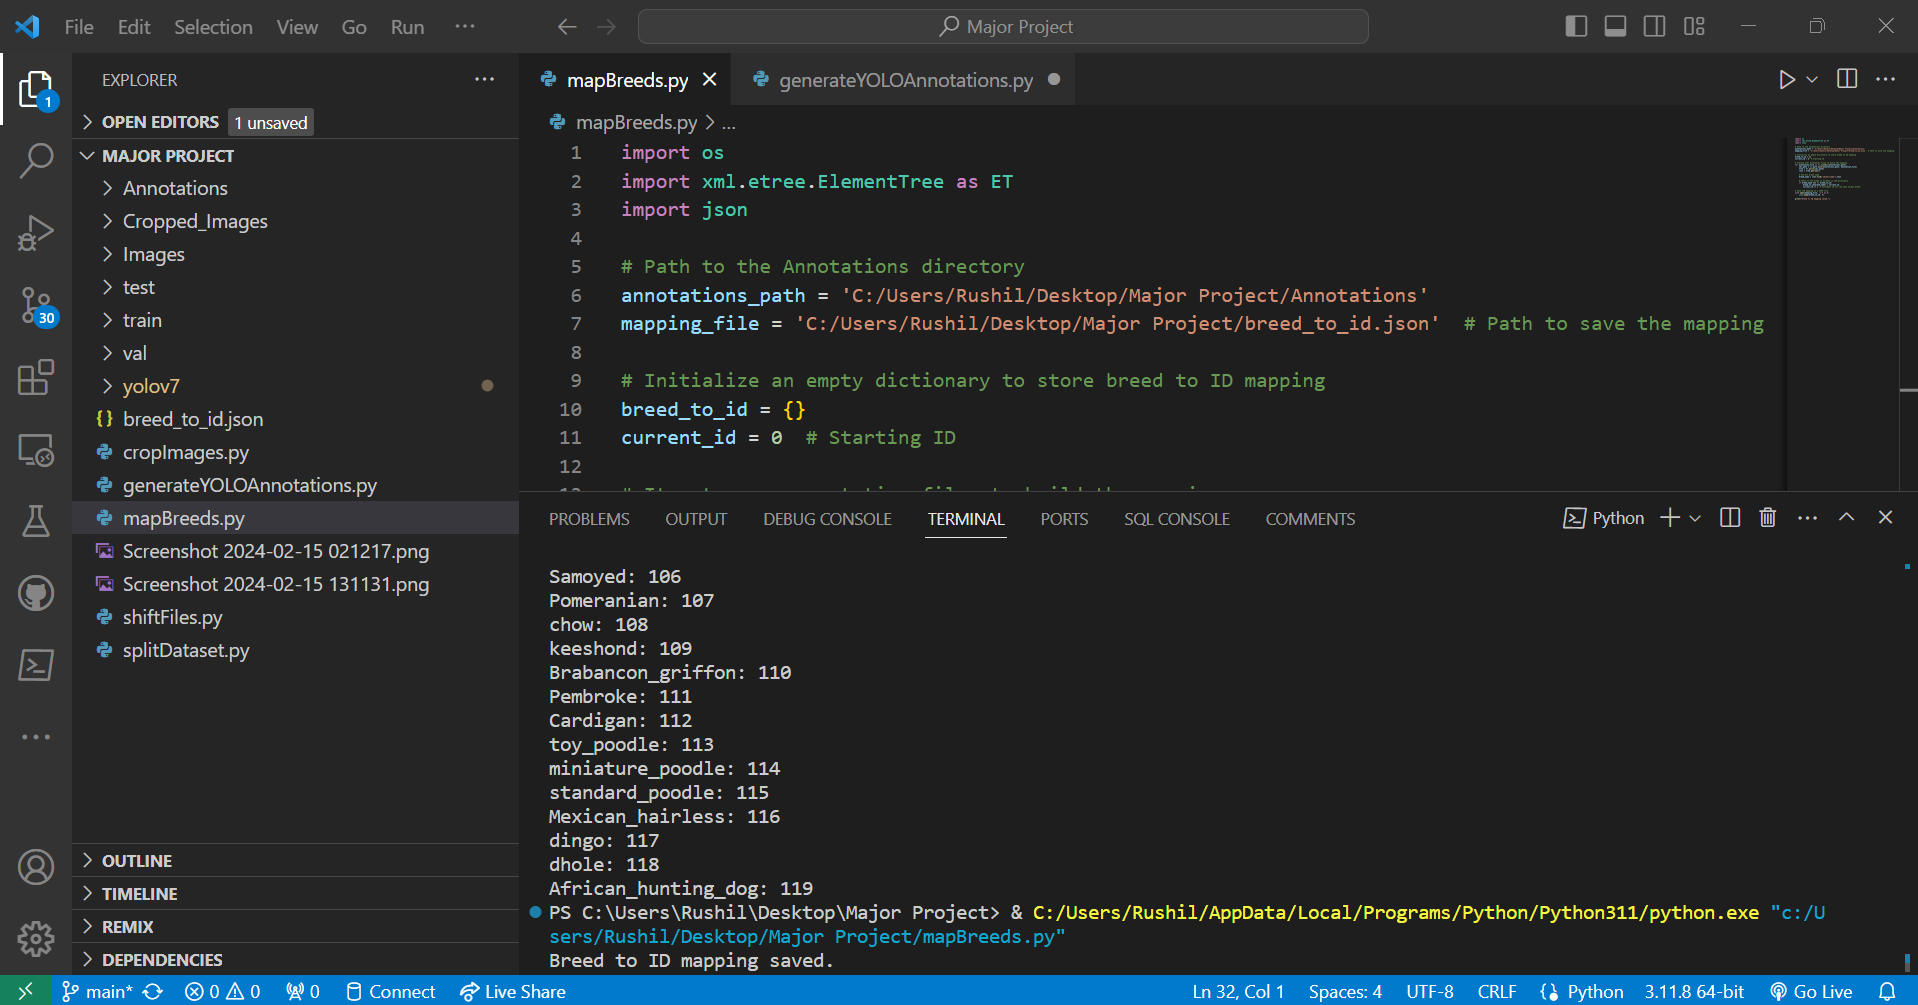 File Edit Selection View Go Run ··· Major Project
EXPLORER ···
OPEN EDITORS 1 unsaved
MAJOR PROJECT
Annotations
Cropped_Images
Images
test
train
val
yolov7
{} breed_to_id.json
cropImages.py
generateYOLOAnnotations.py
mapBreeds.py
Screenshot 2024-02-15 021217.png
Screenshot 2024-02-15 131131.png
shiftFiles.py
splitDataset.py
OUTLINE
TIMELINE
REMIX
DEPENDENCIES
1
30
mapBreeds.py generateYOLOAnnotations.py
mapBreeds.py > ...
1 import os
2 import xml.etree.ElementTree as ET
3 import json
4
5 # Path to the Annotations directory
6 annotations_path = 'C:/Users/Rushil/Desktop/Major Project/Annotations'
7 mapping_file = 'C:/Users/Rushil/Desktop/Major Project/breed_to_id.json'  # Path to save the mapping
8
9 # Initialize an empty dictionary to store breed to ID mapping
10 breed_to_id = {}
11 current_id = 0  # Starting ID
12
PROBLEMS OUTPUT DEBUG CONSOLE TERMINAL PORTS SQL CONSOLE COMMENTS Python
Samoyed: 106
Pomeranian: 107
chow: 108
keeshond: 109
Brabancon_griffon: 110
Pembroke: 111
Cardigan: 112
toy_poodle: 113
miniature_poodle: 114
standard_poodle: 115
Mexican_hairless: 116
dingo: 117
dhole: 118
African_hunting_dog: 119
PS C:\Users\Rushil\Desktop\Major Project> & C:/Users/Rushil/AppData/Local/Programs/Python/Python311/python.exe "c:/U
sers/Rushil/Desktop/Major Project/mapBreeds.py"
Breed to ID mapping saved.
main* 0 0 0 Connect Live Share Ln 32, Col 1 Spaces: 4 UTF-8 CRLF {} Python 3.11.8 64-bit Go Live